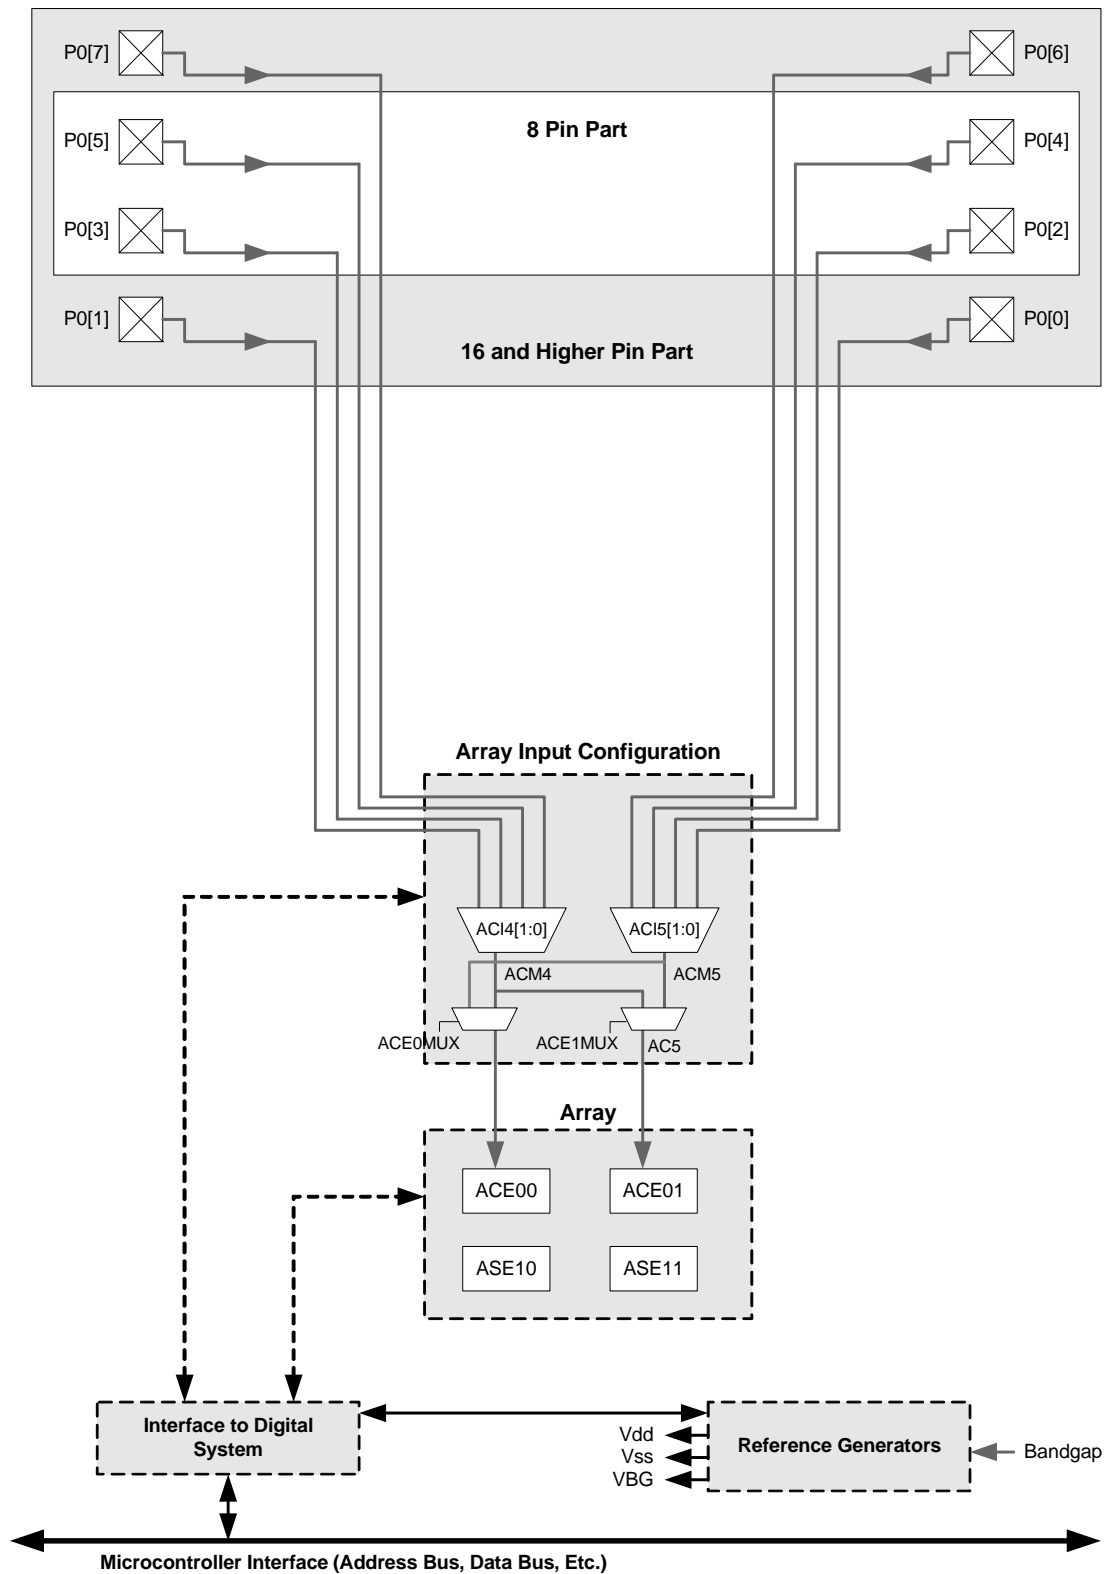 P0[7]
P0[6]
8 Pin Part
P0[5]
P0[4]
P0[3]
P0[2]
P0[1]
P0[0]
16 and Higher Pin Part
Array Input Configuration
ACI4[1:0]
ACI5[1:0]
ACM4
ACM5
ACE0MUX
ACE1MUX
AC5
Array
ACE00
ACE01
ASE10
ASE11
Interface to Digital
System
Vdd
Vss
VBG
Reference Generators
Bandgap
Microcontroller Interface (Address Bus, Data Bus, Etc.)